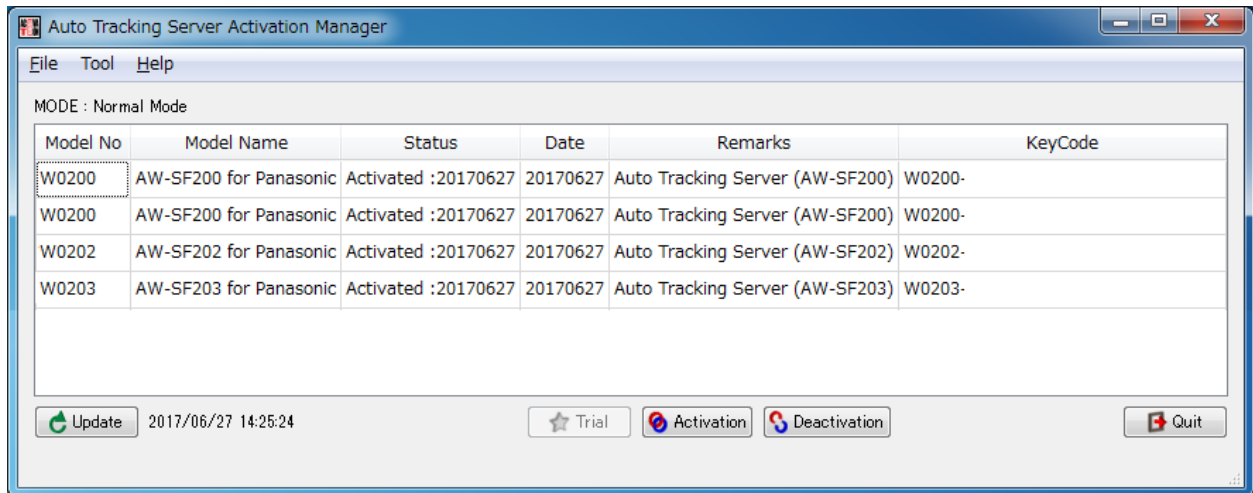 Auto Tracking Server Activation Manager
File Tool Help
MODE : Normal Mode
Model No Model Name Status Date Remarks KeyCode
W0200 AW-SF200 for Panasonic Activated :20170627 20170627 Auto Tracking Server (AW-SF200) W0200-
W0200 AW-SF200 for Panasonic Activated :20170627 20170627 Auto Tracking Server (AW-SF200) W0200-
W0202 AW-SF202 for Panasonic Activated :20170627 20170627 Auto Tracking Server (AW-SF202) W0202-
W0203 AW-SF203 for Panasonic Activated :20170627 20170627 Auto Tracking Server (AW-SF203) W0203-
Update 2017/06/27 14:25:24 Trial Activation Deactivation Quit